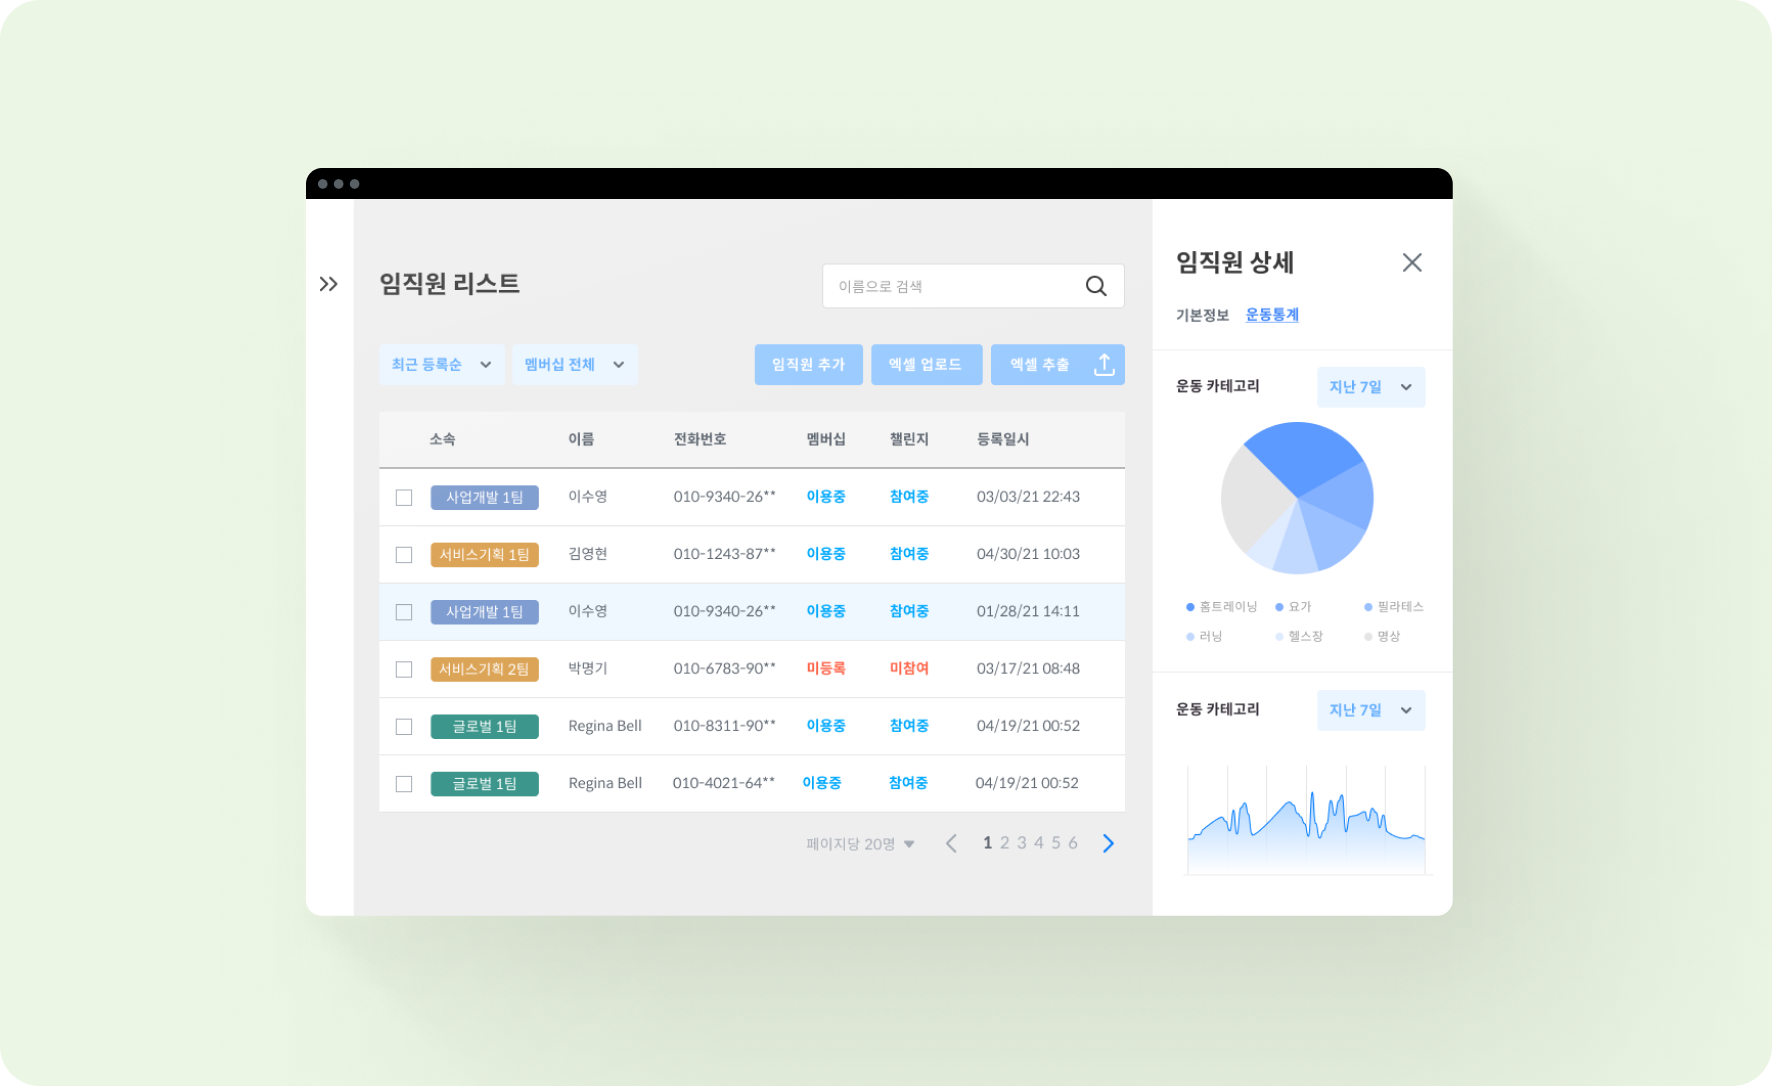 임직원 리스트
이름으로 검색
최근 등록순
멤버십 전체
임직원 추가
엑셀 업로드
엑셀 추출
소속 이름 전화번호 멤버십 챌린지 등록일시
사업개발 1팀 이수영 010-9340-26** 이용중 참여중 03/03/21 22:43
서비스기획 1팀 김영현 010-1243-87** 이용중 참여중 04/30/21 10:03
사업개발 1팀 이수영 010-9340-26** 이용중 참여중 01/28/21 14:11
서비스기획 2팀 박명기 010-6783-90** 미등록 미참여 03/17/21 08:48
글로벌 1팀 Regina Bell 010-8311-90** 이용중 참여중 04/19/21 00:52
글로벌 1팀 Regina Bell 010-4021-64** 이용중 참여중 04/19/21 00:52
페이지당 20명
1 2 3 4 5 6
임직원 상세
기본정보 운동통계
운동 카테고리
지난 7일
홈트레이닝 요가 필라테스
러닝 헬스장 명상
운동 카테고리
지난 7일